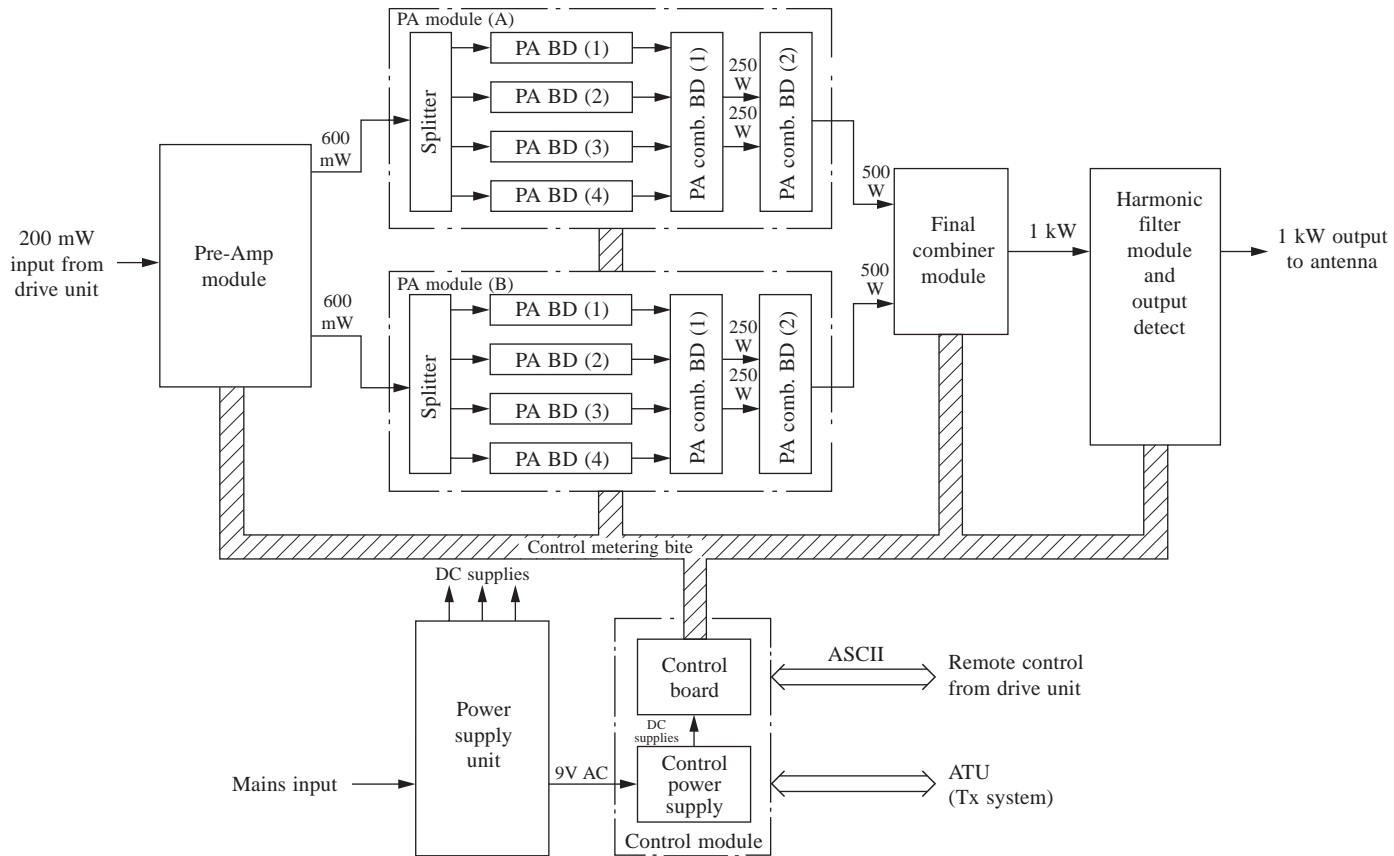 PA module (A)
Splitter
PA BD (1)
PA BD (2)
PA BD (3)
PA BD (4)
PA comb. BD (1)
250
W
250
W
PA comb. BD (2)
600
mW
200 mW
input from
drive unit
Pre-Amp
module
600
mW
500
W
500
W
Final
combiner
module
1 kW
Harmonic
filter
module
and
output
detect
1 kW output
to antenna
PA module (B)
Splitter
PA BD (1)
PA BD (2)
PA BD (3)
PA BD (4)
PA comb. BD (1)
250
W
250
W
PA comb. BD (2)
Control metering bite
DC supplies
Power
supply
unit
Mains input
9V AC
Control
board
DC
supplies
Control
power
supply
Control module
ASCII
Remote control
from drive unit
ATU
(Tx system)